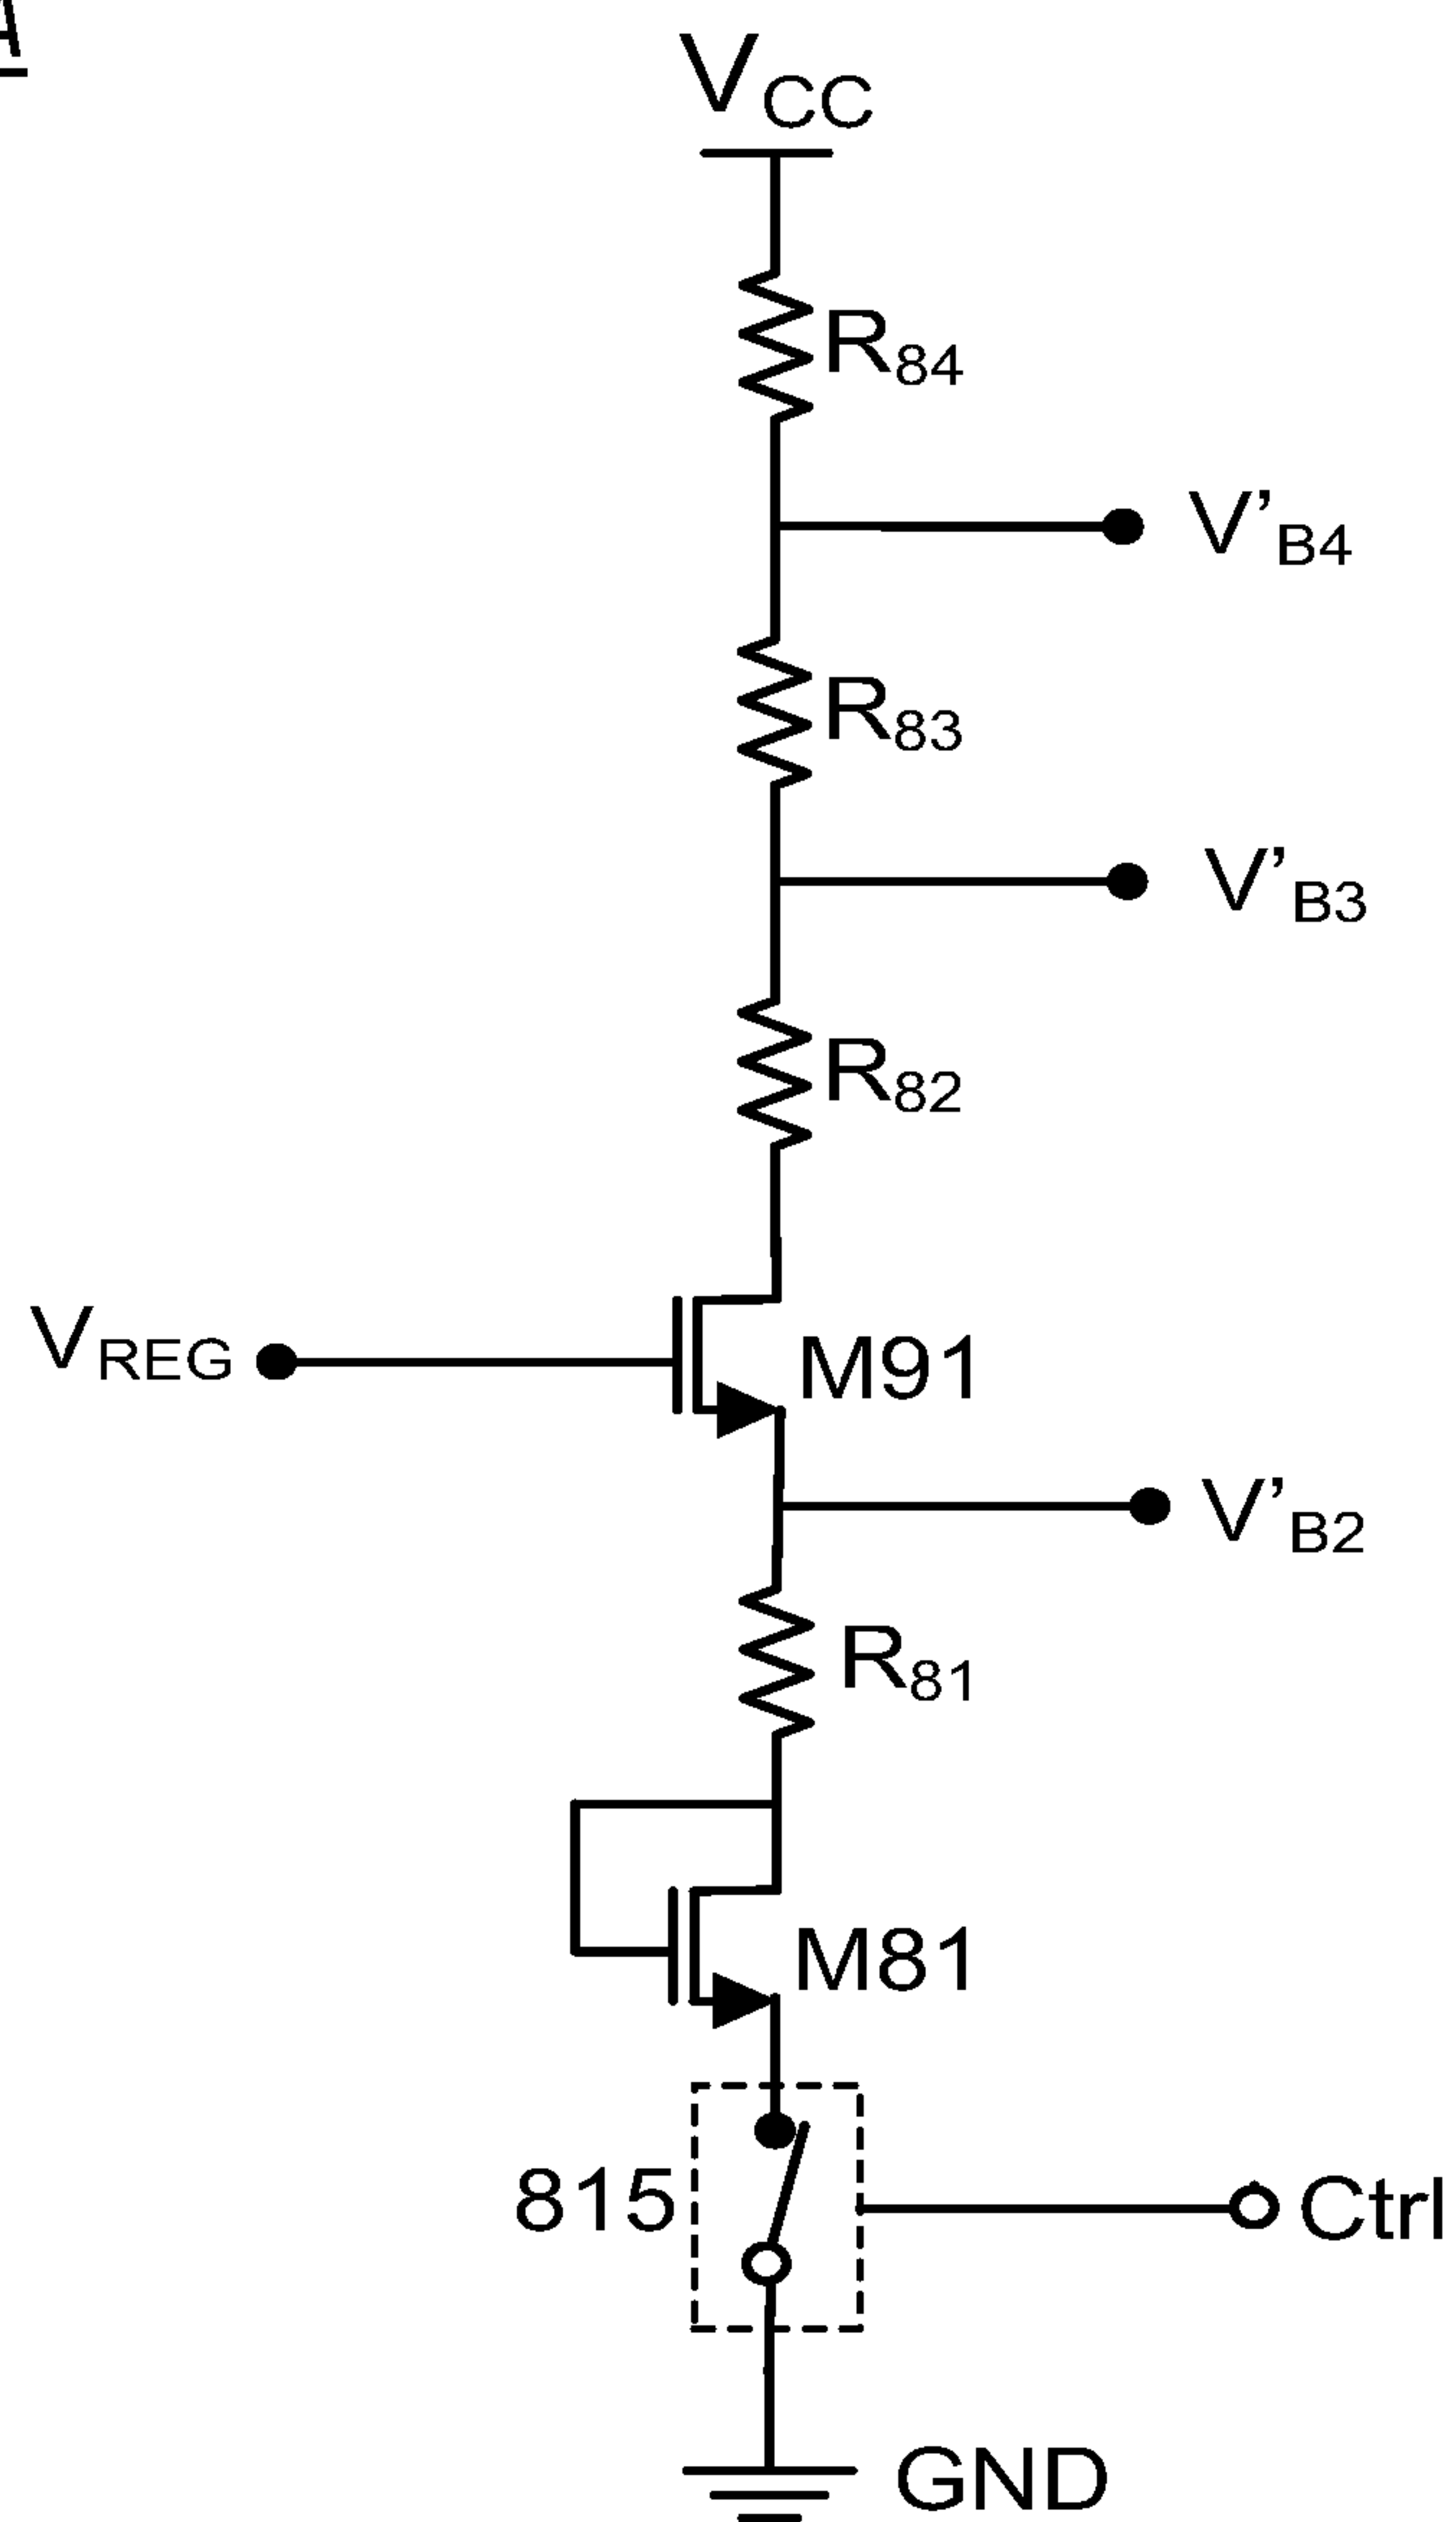 A
VCC
R84
V’B4
R83
V’B3
R82
VREG
M91
V’B2
R81
M81
815
Ctrl
GND